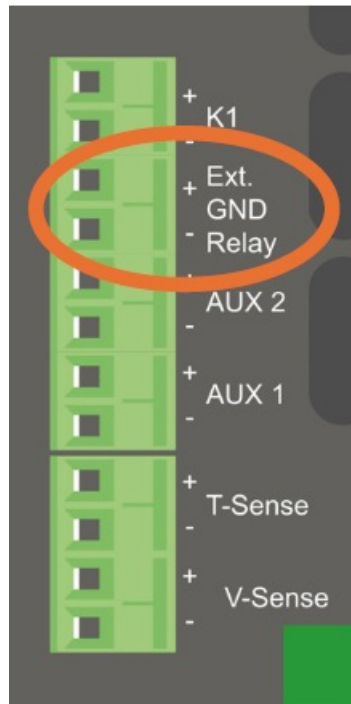 +
K1
-
+ Ext.
GND
- Relay
+
AUX 2
-
+
AUX 1
-
+
T-Sense
-
+
V-Sense
-